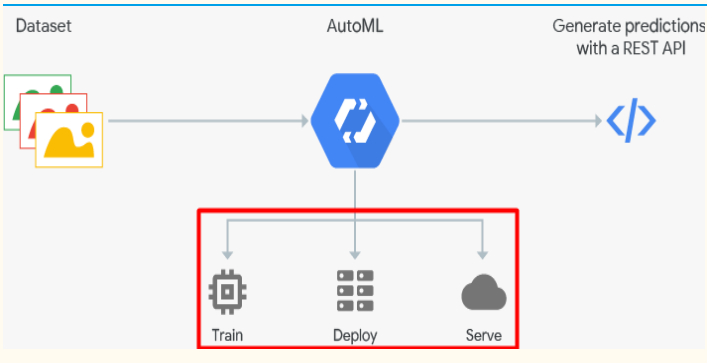 Dataset
AutoML
Generate predictions
with a REST API
</>
Train
Deploy
Serve